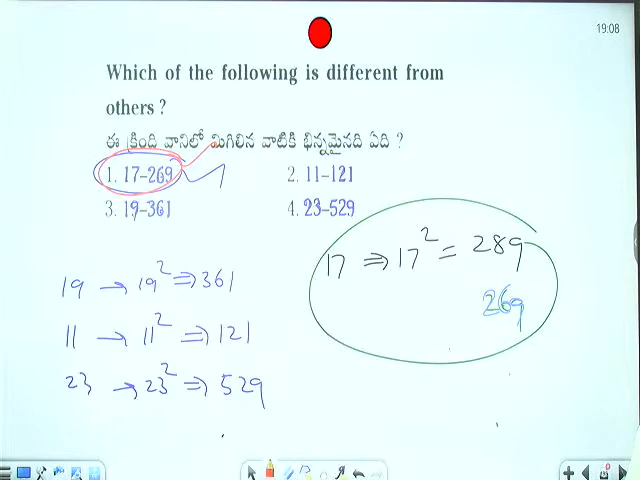 19:08
Which of the following is different from
others ?
ఈ క్రింది వానిలో మిగిలిన వాటికి భిన్నమైనది ఏది ?
1. 17–269 2. 11–121
3. 19–361 4. 23–529
17 ⇒ 17² = 289
269
19 → 19² ⇒ 361
11 → 11² ⇒ 121
23 → 23² ⇒ 529